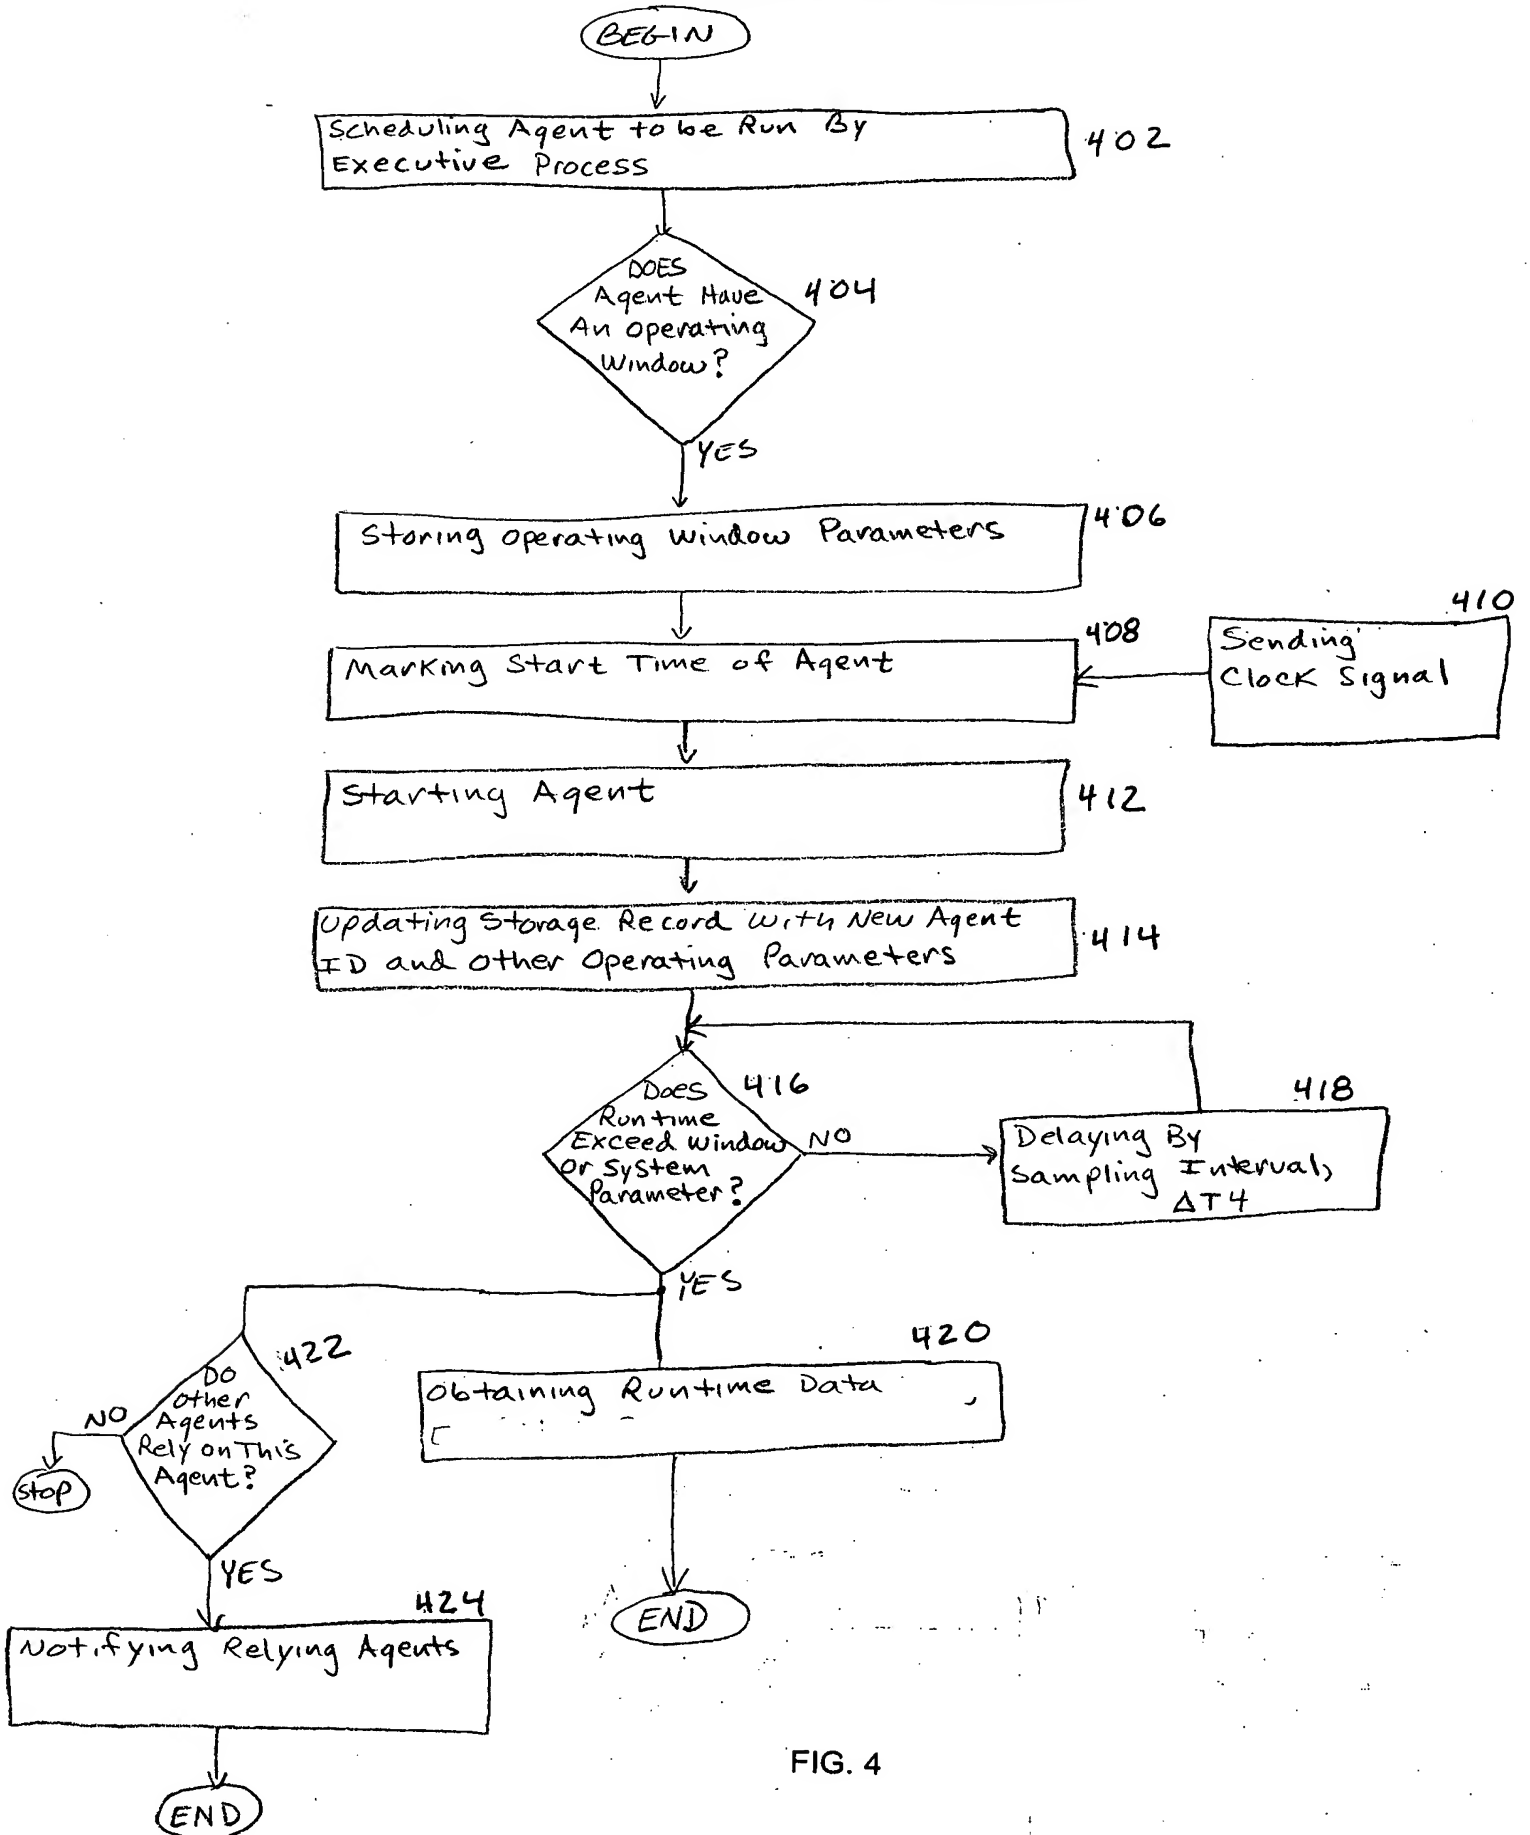 BEGIN
Scheduling Agent to be Run By
Executive Process
402
DOES
Agent Have
An operating
Window?
404
YES
Storing operating window Parameters
406
Marking Start Time of Agent
408
410
Sending
Clock Signal
Starting Agent
412
Updating Storage Record With New Agent
ID and other Operating Parameters
414
Does
Runtime
Exceed window
Or System
Parameter?
416
NO
418
Delaying By
Sampling Interval,
ΔT4
YES
422
DO
other
Agents
Rely on This
Agent?
NO
Stop
420
Obtaining Runtime Data
YES
END
424
Notifying Relying Agents
END
FIG. 4